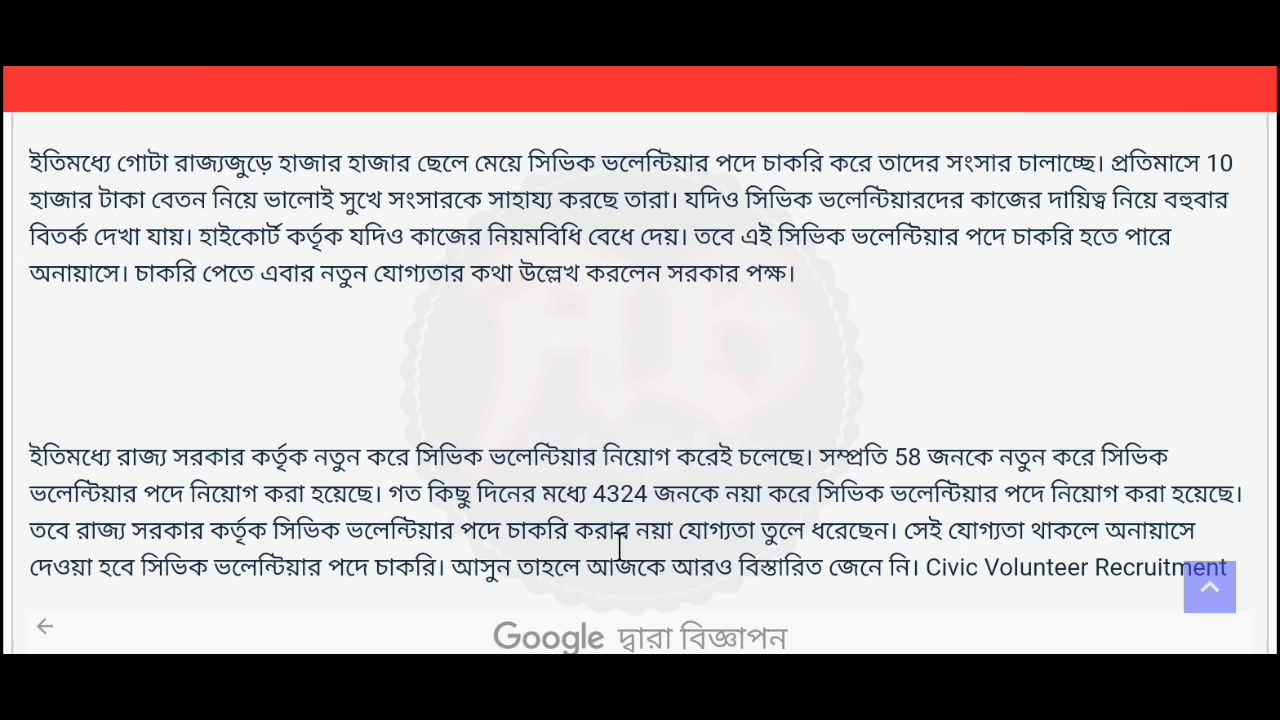 ইতিমধ্যে গোটা রাজ্যজুড়ে হাজার হাজার ছেলে মেয়ে সিভিক ভলেন্টিয়ার পদে চাকরি করে তাদের সংসার চালাচ্ছে। প্রতিমাসে 10
হাজার টাকা বেতন নিয়ে ভালোই সুখে সংসারকে সাহায্য করছে তারা। যদিও সিভিক ভলেন্টিয়ারদের কাজের দায়িত্ব নিয়ে বহুবার
বিতর্ক দেখা যায়। হাইকোর্ট কর্তৃক যদিও কাজের নিয়মবিধি বেধে দেয়। তবে এই সিভিক ভলেন্টিয়ার পদে চাকরি হতে পারে
অনায়াসে। চাকরি পেতে এবার নতুন যোগ্যতার কথা উল্লেখ করলেন সরকার পক্ষ।
ইতিমধ্যে রাজ্য সরকার কর্তৃক নতুন করে সিভিক ভলেন্টিয়ার নিয়োগ করেই চলেছে। সম্প্রতি 58 জনকে নতুন করে সিভিক
ভলেন্টিয়ার পদে নিয়োগ করা হয়েছে। গত কিছু দিনের মধ্যে 4324 জনকে নয়া করে সিভিক ভলেন্টিয়ার পদে নিয়োগ করা হয়েছে।
তবে রাজ্য সরকার কর্তৃক সিভিক ভলেন্টিয়ার পদে চাকরি করার নয়া যোগ্যতা তুলে ধরেছেন। সেই যোগ্যতা থাকলে অনায়াসে
দেওয়া হবে সিভিক ভলেন্টিয়ার পদে চাকরি। আসুন তাহলে আজকে আরও বিস্তারিত জেনে নি। Civic Volunteer Recruitment
Google দ্বারা বিজ্ঞাপন